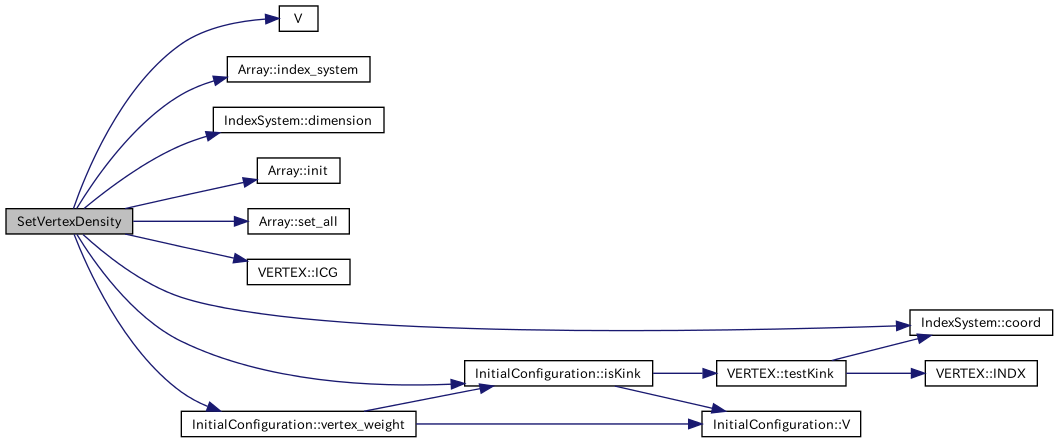 V
Array::index_system
IndexSystem::dimension
Array::init
SetVertexDensity
Array::set_all
VERTEX::ICG
IndexSystem::coord
InitialConfiguration::isKink
VERTEX::testKink
VERTEX::INDX
InitialConfiguration::vertex_weight
InitialConfiguration::V